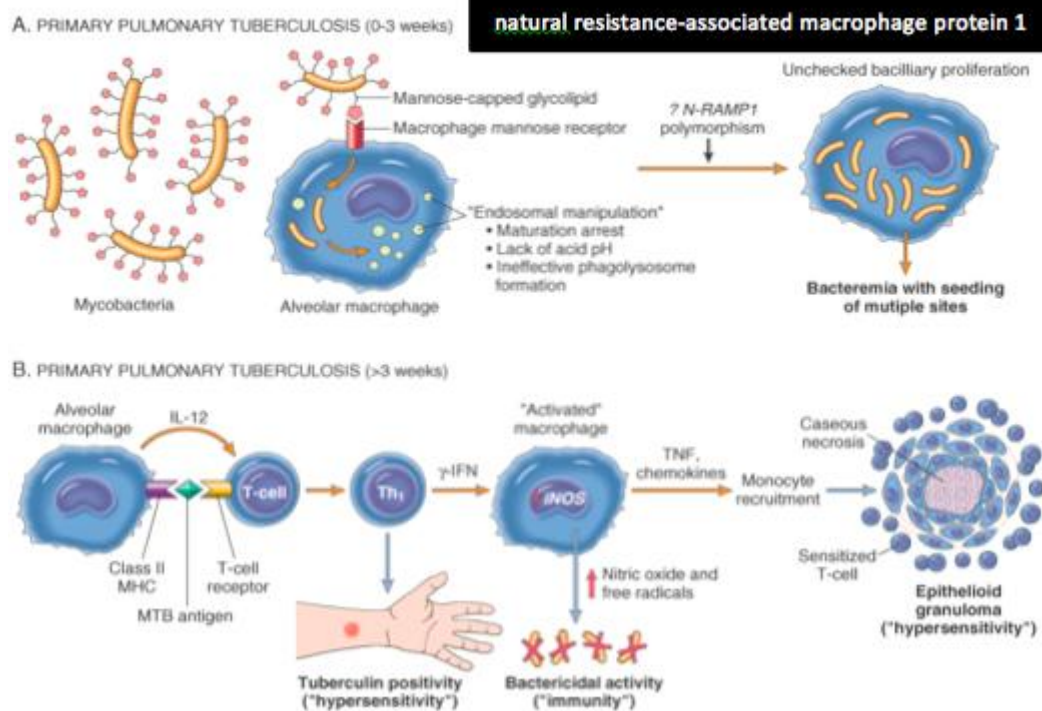 A. PRIMARY PULMONARY TUBERCULOSIS (0-3 weeks)
natural resistance-associated macrophage protein 1
Mannose-capped glycolipid
Macrophage mannose receptor
? N-RAMP1
polymorphism
Unchecked bacilliary proliferation
"Endosomal manipulation"
• Maturation arrest
• Lack of acid pH
• Ineffective phagolysosome
formation
Mycobacteria
Alveolar macrophage
Bacteremia with seeding
of mutiple sites
B. PRIMARY PULMONARY TUBERCULOSIS (>3 weeks)
Alveolar
macrophage
IL-12
T-cell
Class II
MHC
T-cell
receptor
MTB antigen
Th1
γ-IFN
"Activated"
macrophage
iNOS
TNF,
chemokines
Monocyte
recruitment
Caseous
necrosis
Sensitized
T-cell
Nitric oxide and
free radicals
Tuberculin positivity
("hypersensitivity")
Bactericidal activity
("immunity")
Epithelioid
granuloma
("hypersensitivity")